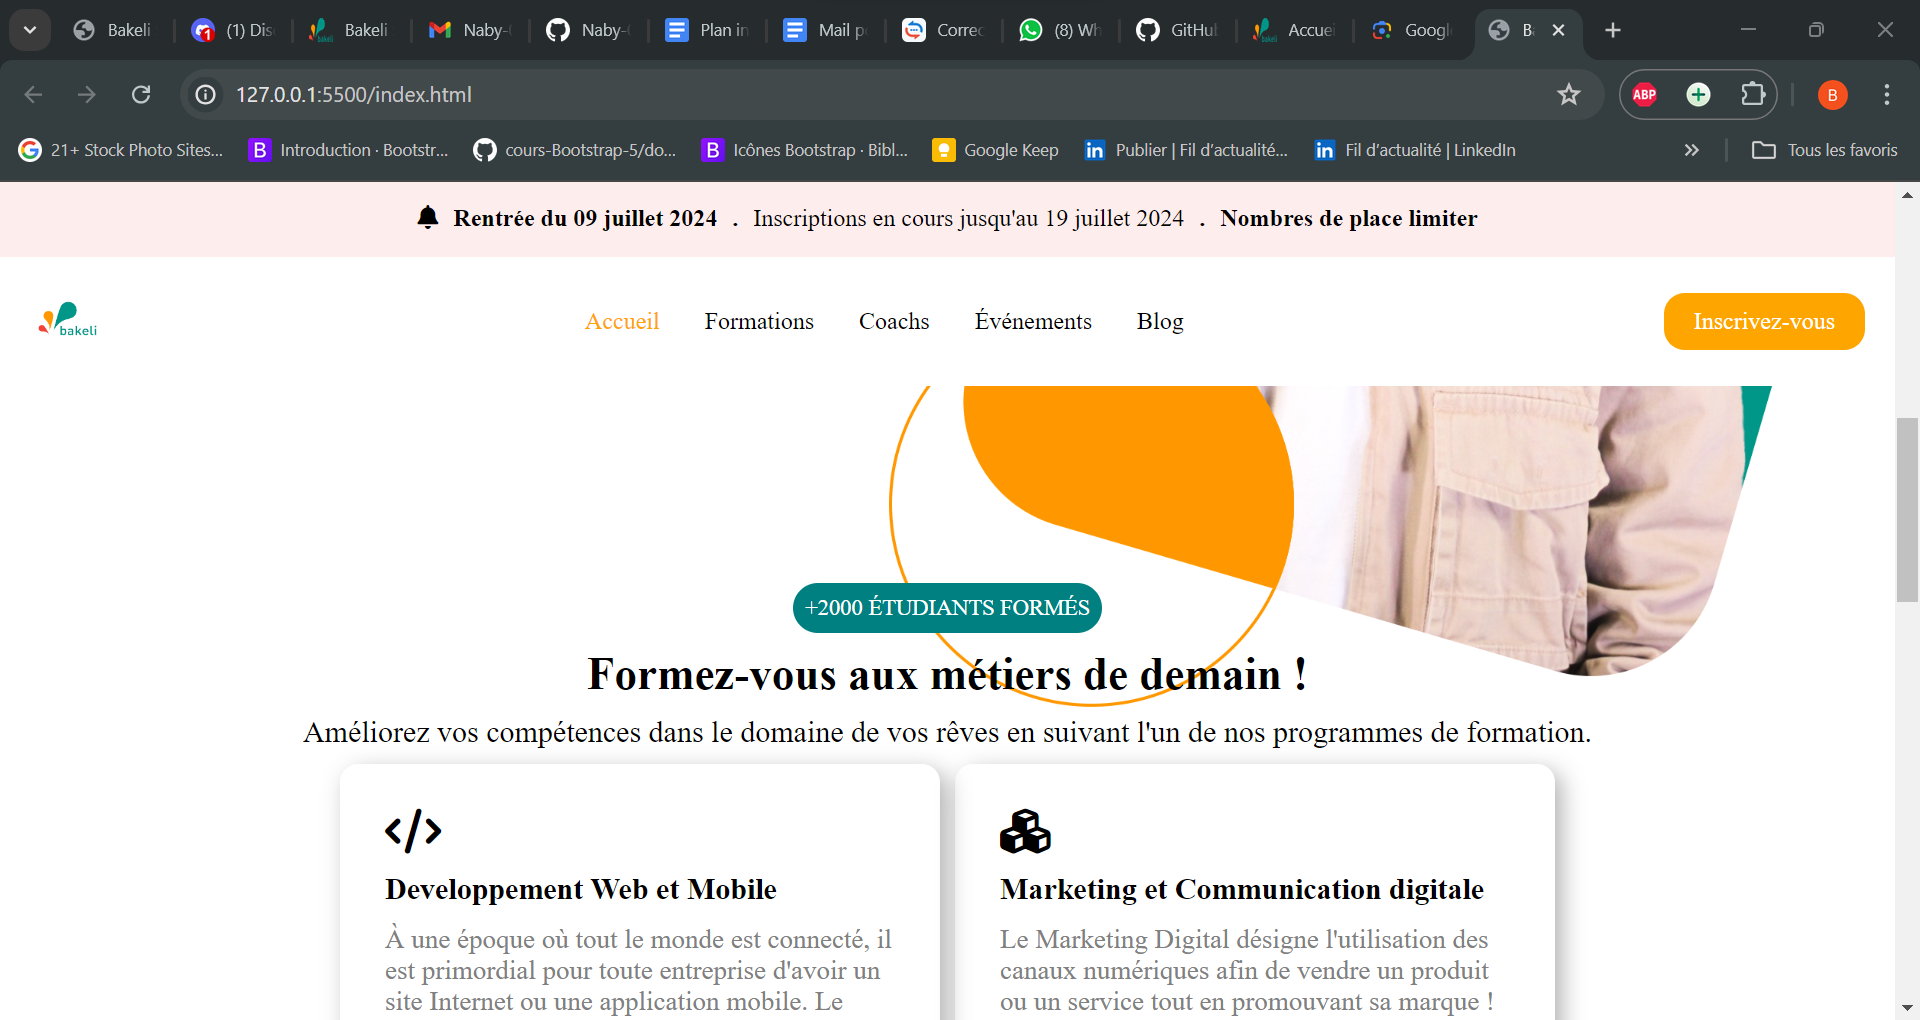 Bakeli
(1) Dis
Bakeli
Naby-
Naby-
Plan in
Mail p
Correc
(8) Wh
GitHu
Accuei
Googl
B
127.0.0.1:5500/index.html
ABP
B
21+ Stock Photo Sites...
Introduction · Bootstr...
cours-Bootstrap-5/do...
Icônes Bootstrap · Bibl...
Google Keep
Publier | Fil d'actualité...
Fil d'actualité | LinkedIn
Tous les favoris
Rentrée du 09 juillet 2024 . Inscriptions en cours jusqu'au 19 juillet 2024 . Nombres de place limiter
bakeli
Accueil
Formations
Coachs
Événements
Blog
Inscrivez-vous
+2000 ÉTUDIANTS FORMÉS
Formez-vous aux métiers de demain !
Améliorez vos compétences dans le domaine de vos rêves en suivant l'un de nos programmes de formation.
Developpement Web et Mobile
À une époque où tout le monde est connecté, il
est primordial pour toute entreprise d'avoir un
site Internet ou une application mobile. Le
Marketing et Communication digitale
Le Marketing Digital désigne l'utilisation des
canaux numériques afin de vendre un produit
ou un service tout en promouvant sa marque !